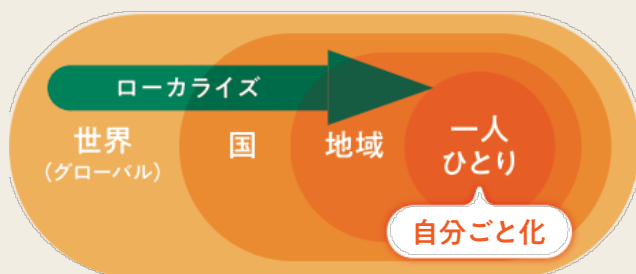 ローカライズ
世界
(グローバル)
国
地域
一人
ひとり
自分ごと化